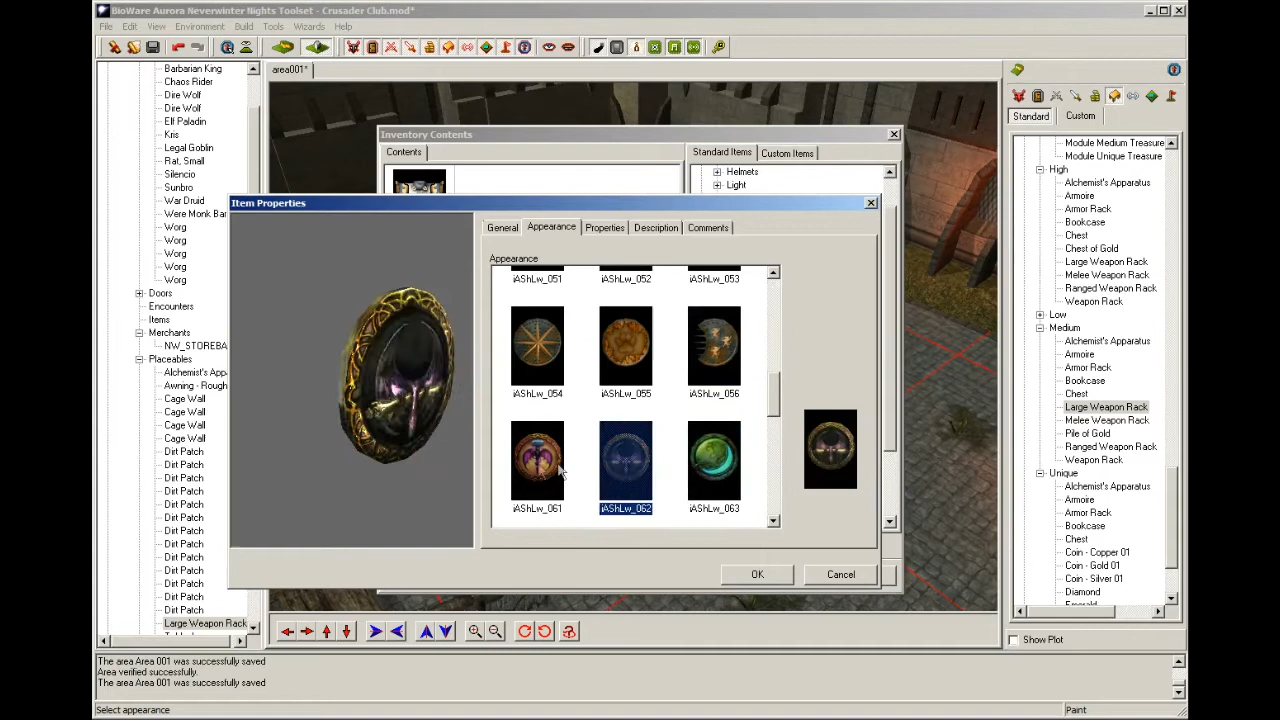 BioWare Aurora Neverwinter Nights Toolset - Crusader Club.mod*
File Edit View Environment Build Tools Wizards Help
Barbarian King
Chaos Rider
Dire Wolf
Dire Wolf
Elf Paladin
Kris
Legal Goblin
Rat, Small
Silencio
Sunbro
War Druid
Were Monk Bar
Worg
Worg
Worg
Worg
Worg
Doors
Encounters
Items
Merchants
NW_STOREBA
Placeables
Alchemist's App
Awning - Rough
Cage Wall
Cage Wall
Cage Wall
Cage Wall
Dirt Patch
Dirt Patch
Dirt Patch
Dirt Patch
Dirt Patch
Dirt Patch
Dirt Patch
Dirt Patch
Dirt Patch
Dirt Patch
Dirt Patch
Dirt Patch
Dirt Patch
Large Weapon Rack
area001*
Inventory Contents
Contents
Standard Items Custom Items
Helmets
Light
Item Properties
General Appearance Properties Description Comments
Appearance
iAShLw_051 iAShLw_052 iAShLw_053
iAShLw_054 iAShLw_055 iAShLw_056
iAShLw_061 iAShLw_062 iAShLw_063
OK Cancel
Standard Custom
Module Medium Treasure
Module Unique Treasure
High
Alchemist's Apparatus
Armoire
Armor Rack
Bookcase
Chest
Chest of Gold
Large Weapon Rack
Melee Weapon Rack
Ranged Weapon Rack
Weapon Rack
Low
Medium
Alchemist's Apparatus
Armoire
Armor Rack
Bookcase
Chest
Large Weapon Rack
Melee Weapon Rack
Pile of Gold
Ranged Weapon Rack
Weapon Rack
Unique
Alchemist's Apparatus
Armoire
Armor Rack
Bookcase
Chest
Coin - Copper 01
Coin - Gold 01
Coin - Silver 01
Diamond
Show Plot
The area Area 001 was successfully saved
Area verified successfully.
The area Area 001 was successfully saved
Select appearance Paint